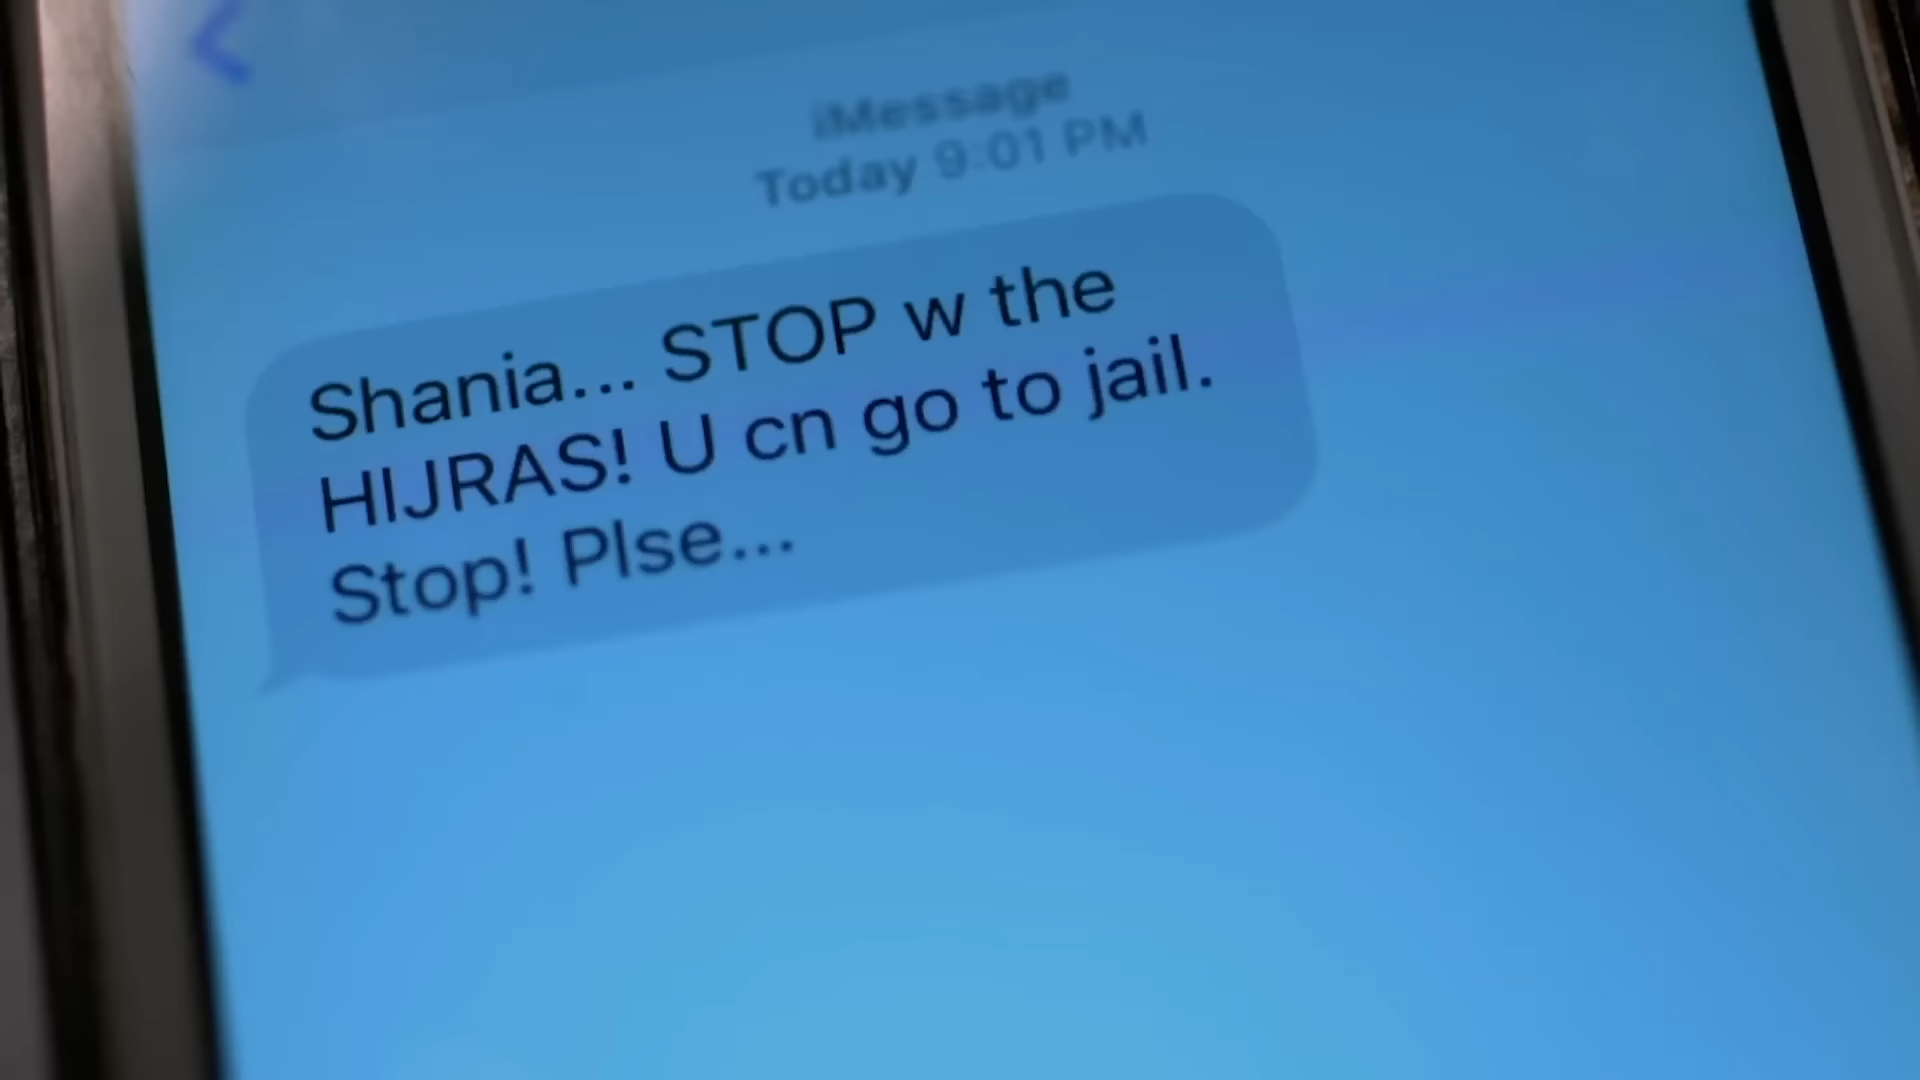 iMessage
Today 9:01 PM
Shania... STOP w the
HIJRAS! U cn go to jail.
Stop! Plse...